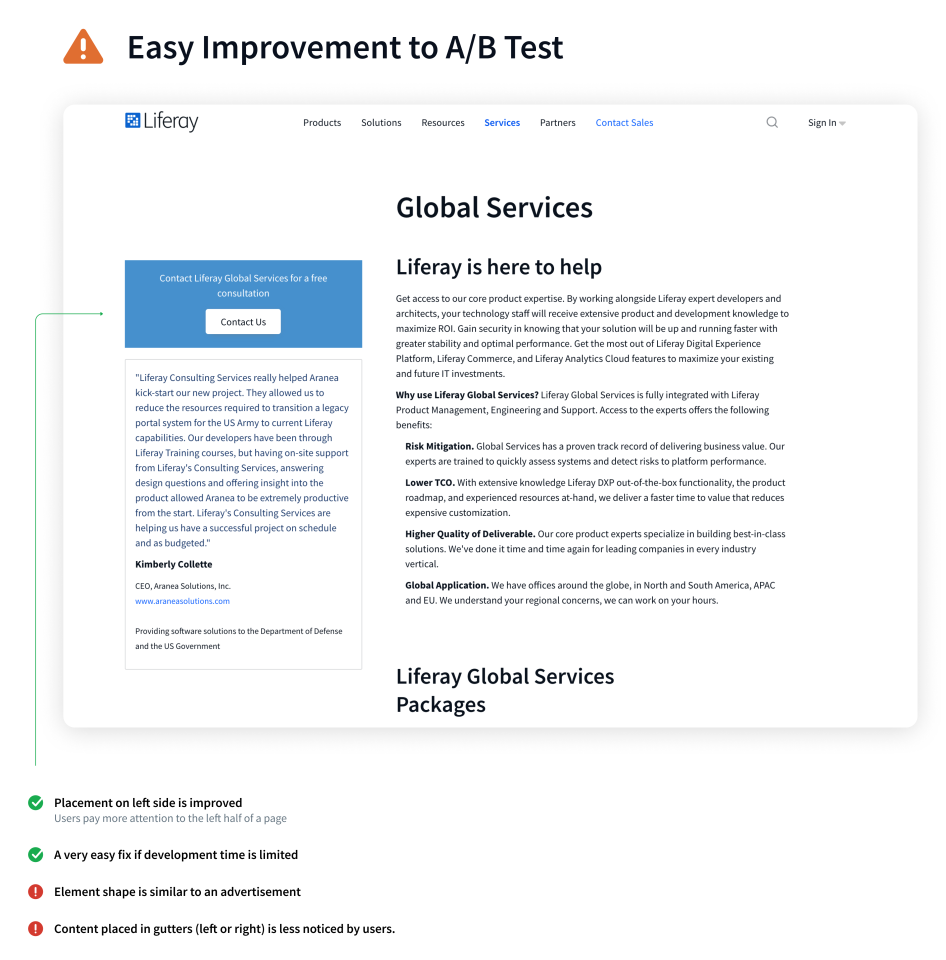 Easy Improvement to A/B Test
Liferay
Products
Solutions
Resources
Services
Partners
Contact Sales
Sign In
Global Services
Contact Liferay Global Services for a free
consultation
Contact Us
"Liferay Consulting Services really helped Aranea
kick-start our new project. They allowed us to
reduce the resources required to transition a legacy
portal system for the US Army to current Liferay
capabilities. Our developers have been through
Liferay Training courses, but having on-site support
from Liferay's Consulting Services, answering
design questions and offering insight into the
product allowed Aranea to be extremely productive
from the start. Liferay's Consulting Services are
helping us have a successful project on schedule
and as budgeted."
Kimberly Collette
CEO, Aranea Solutions, Inc.
www.araneasolutions.com
Providing software solutions to the Department of Defense
and the US Government
Liferay is here to help
Get access to our core product expertise. By working alongside Liferay expert developers and
architects, your technology staff will receive extensive product and development knowledge to
maximize ROI. Gain security in knowing that your solution will be up and running faster with
greater stability and optimal performance. Get the most out of Liferay Digital Experience
Platform, Liferay Commerce, and Liferay Analytics Cloud features to maximize your existing
and future IT investments.
Why use Liferay Global Services? Liferay Global Services is fully integrated with Liferay
Product Management, Engineering and Support. Access to the experts offers the following
benefits:
Risk Mitigation. Global Services has a proven track record of delivering business value. Our
experts are trained to quickly assess systems and detect risks to platform performance.
Lower TCO. With extensive knowledge Liferay DXP out-of-the-box functionality, the product
roadmap, and experienced resources at-hand, we deliver a faster time to value that reduces
expensive customization.
Higher Quality of Deliverable. Our core product experts specialize in building best-in-class
solutions. We've done it time and time again for leading companies in every industry
vertical.
Global Application. We have offices around the globe, in North and South America, APAC
and EU. We understand your regional concerns, we can work on your hours.
Liferay Global Services
Packages
Placement on left side is improved
Users pay more attention to the left half of a page
A very easy fix if development time is limited
Element shape is similar to an advertisement
Content placed in gutters (left or right) is less noticed by users.